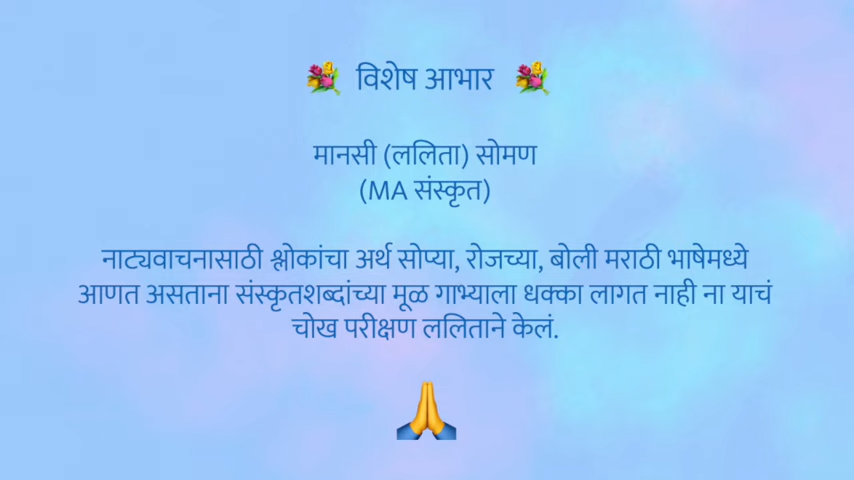 💐 विशेष आभार 💐
मानसी (ललिता) सोमण
(MA संस्कृत)
नाट्यवाचनासाठी श्लोकांचा अर्थ सोप्या, रोजच्या, बोली मराठी भाषेमध्ये
आणत असताना संस्कृतशब्दांच्या मूळ गाभ्याला धक्का लागत नाही ना याचं
चोख परीक्षण ललिताने केलं.
🙏